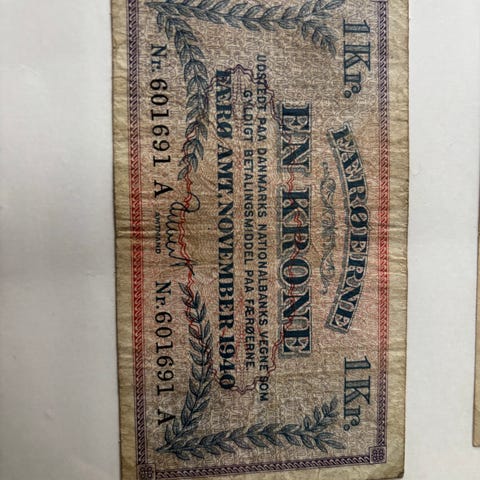 1 Kr. FÆRØERNE 1 Kr.
EN KRONE
UDSTEDT PAA DANMARKS NATIONALBANKS VEGNE SOM
GYLDIGT BETALINGSMIDDEL PAA FÆRØERNE.
FÆRØ AMT. NOVEMBER 1940
AMTMAND
Nr. 601691 A Nr. 601691 A